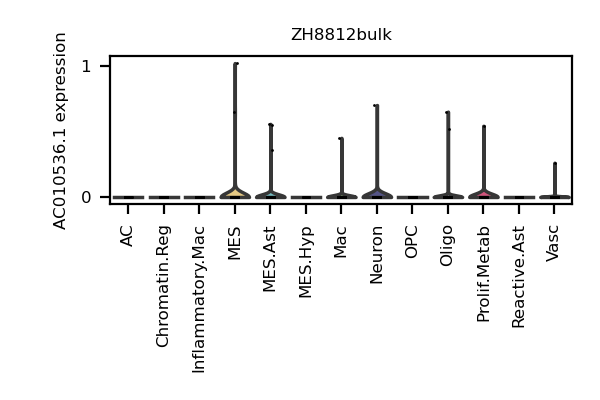 ZH8812bulk
AC010536.1 expression
1
0
AC
Chromatin.Reg
Inflammatory.Mac
MES
MES.Ast
MES.Hyp
Mac
Neuron
OPC
Oligo
Prolif.Metab
Reactive.Ast
Vasc